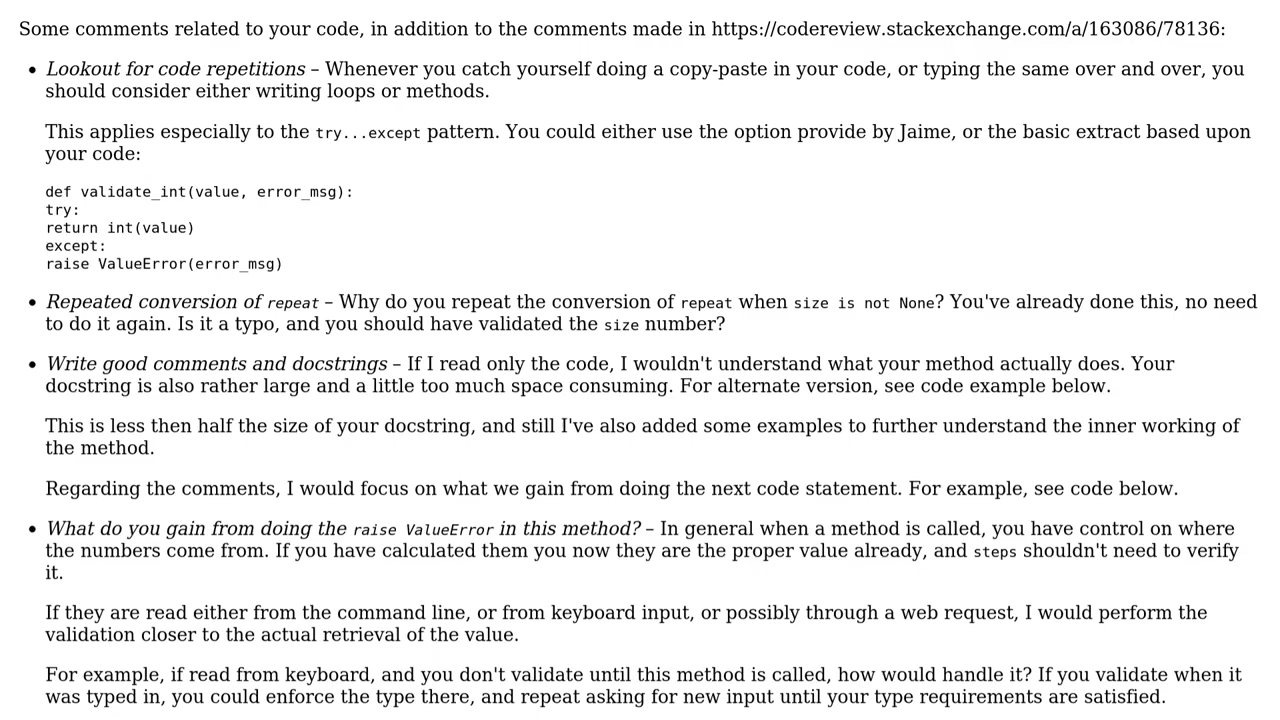 Some comments related to your code, in addition to the comments made in https://codereview.stackexchange.com/a/163086/78136:
• Lookout for code repetitions – Whenever you catch yourself doing a copy-paste in your code, or typing the same over and over, you
should consider either writing loops or methods.
This applies especially to the try...except pattern. You could either use the option provide by Jaime, or the basic extract based upon
your code:
def validate_int(value, error_msg):
try:
return int(value)
except:
raise ValueError(error_msg)
• Repeated conversion of repeat – Why do you repeat the conversion of repeat when size is not None? You've already done this, no need
to do it again. Is it a typo, and you should have validated the size number?
• Write good comments and docstrings – If I read only the code, I wouldn't understand what your method actually does. Your
docstring is also rather large and a little too much space consuming. For alternate version, see code example below.
This is less then half the size of your docstring, and still I've also added some examples to further understand the inner working of
the method.
Regarding the comments, I would focus on what we gain from doing the next code statement. For example, see code below.
• What do you gain from doing the raise ValueError in this method? – In general when a method is called, you have control on where
the numbers come from. If you have calculated them you now they are the proper value already, and steps shouldn't need to verify
it.
If they are read either from the command line, or from keyboard input, or possibly through a web request, I would perform the
validation closer to the actual retrieval of the value.
For example, if read from keyboard, and you don't validate until this method is called, how would handle it? If you validate when it
was typed in, you could enforce the type there, and repeat asking for new input until your type requirements are satisfied.